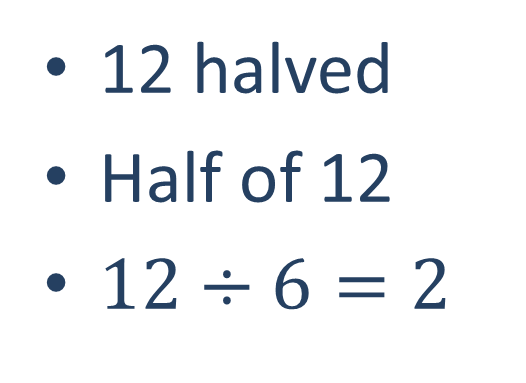 • 12 halved
• Half of 12
• 12 ÷ 6 = 2